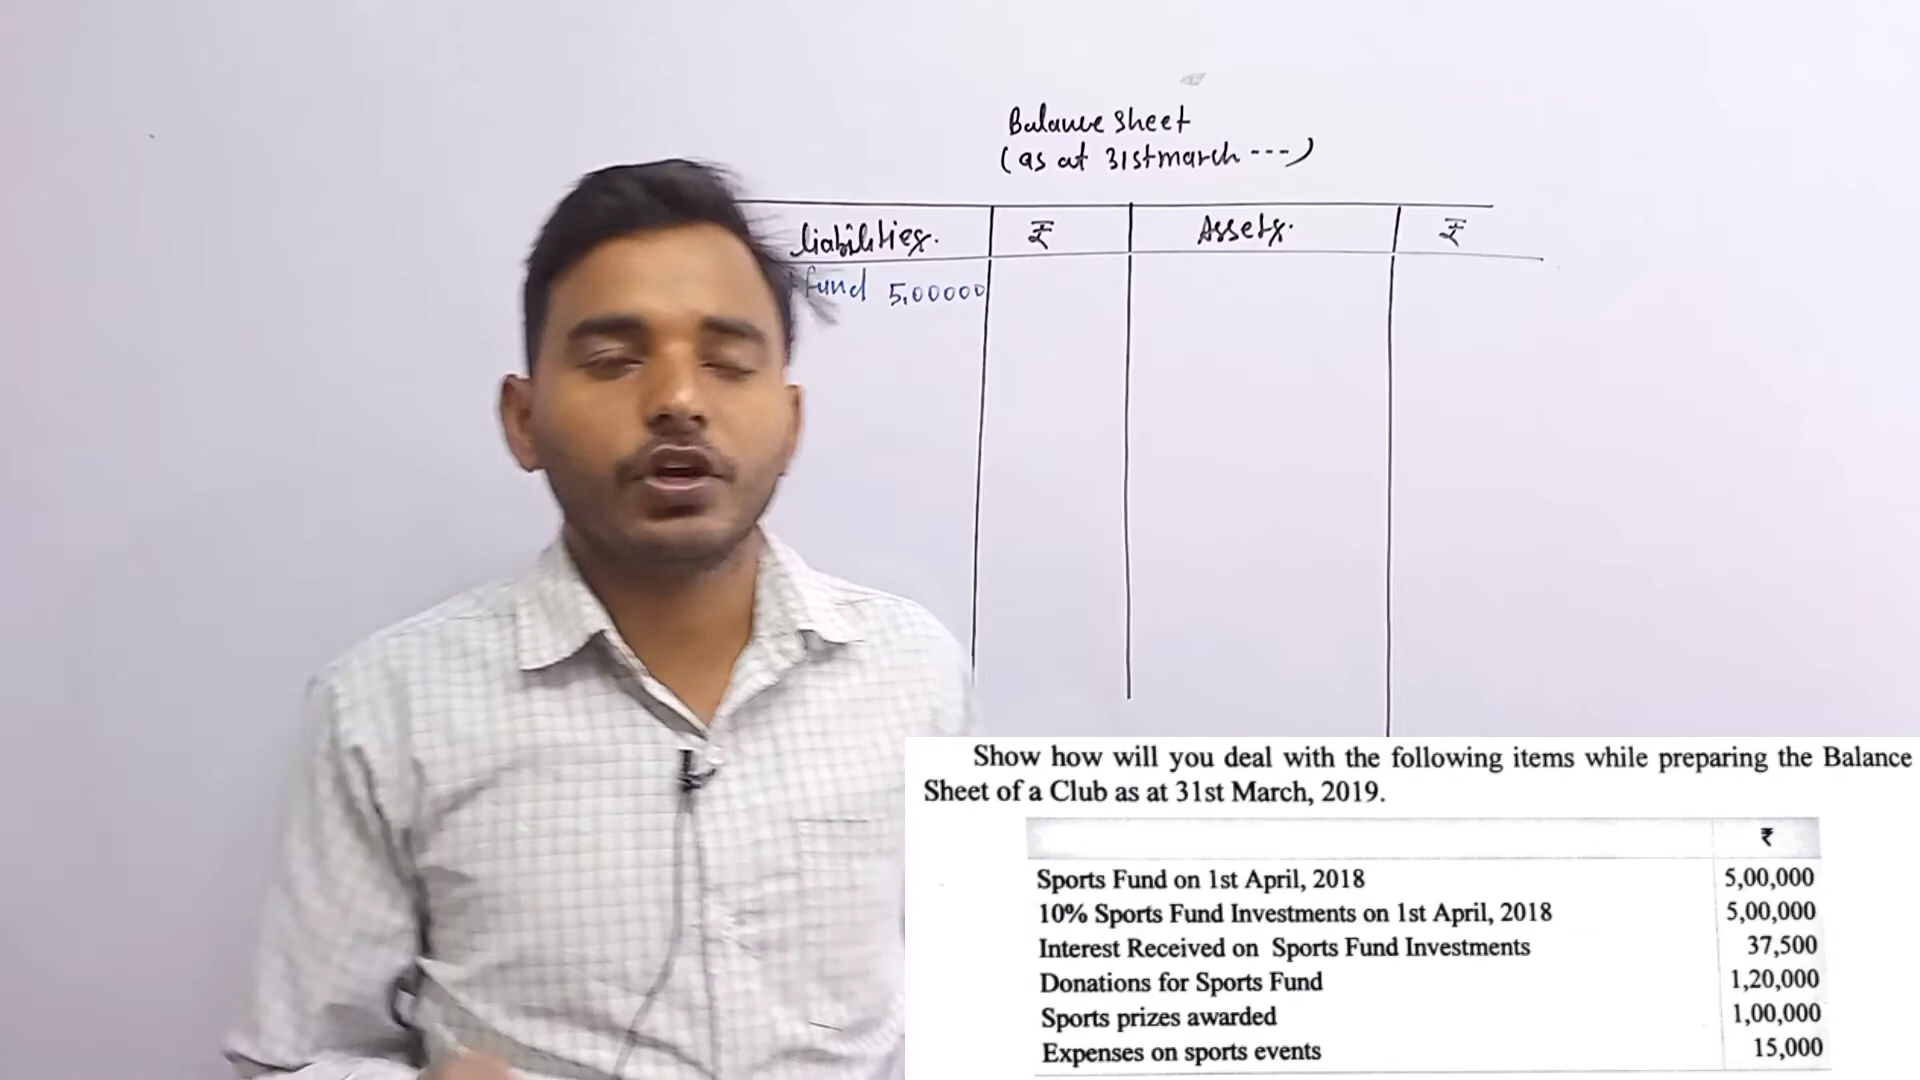 Balance Sheet
(as at 31st march ---)
liabilities. ₹ Assets. ₹
fund 5,00000
Show how will you deal with the following items while preparing the Balance
Sheet of a Club as at 31st March, 2019.
₹
Sports Fund on 1st April, 2018 5,00,000
10% Sports Fund Investments on 1st April, 2018 5,00,000
Interest Received on Sports Fund Investments 37,500
Donations for Sports Fund 1,20,000
Sports prizes awarded 1,00,000
Expenses on sports events 15,000